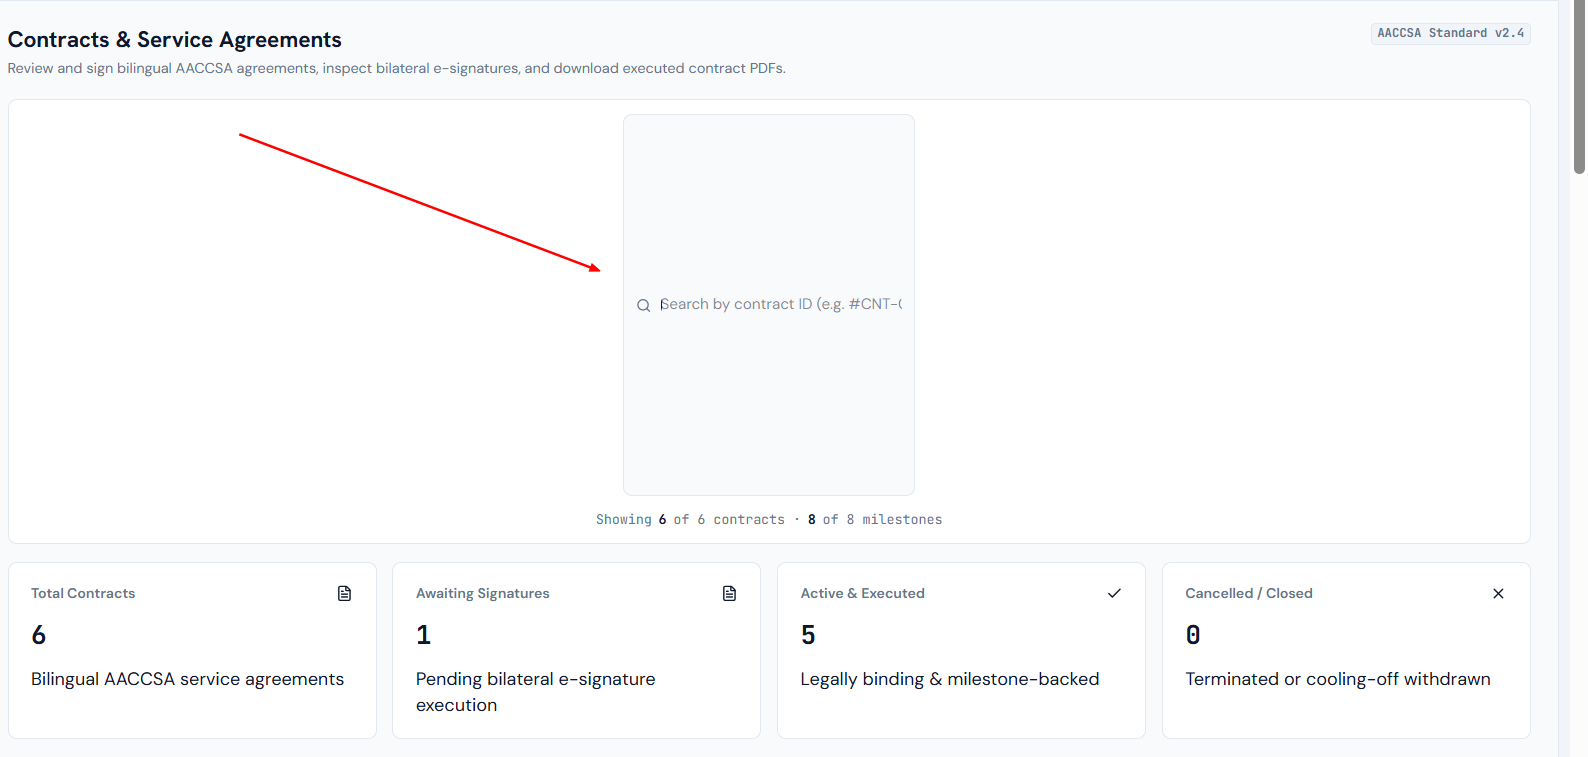 Contracts & Service Agreements
AACCSA Standard v2.4
Review and sign bilingual AACCSA agreements, inspect bilateral e-signatures, and download executed contract PDFs.
Search by contract ID (e.g. #CNT-
Showing 6 of 6 contracts · 8 of 8 milestones
Total Contracts
6
Bilingual AACCSA service agreements
Awaiting Signatures
1
Pending bilateral e-signature
execution
Active & Executed
5
Legally binding & milestone-backed
Cancelled / Closed
0
Terminated or cooling-off withdrawn